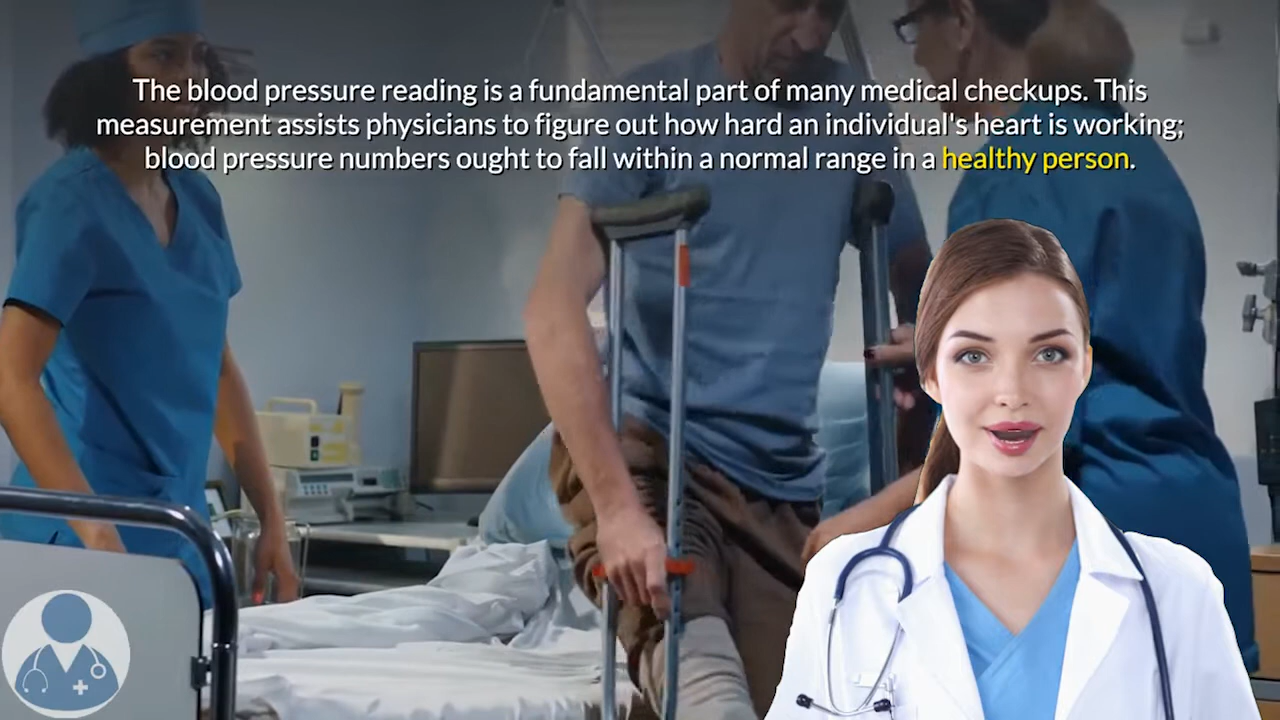 The blood pressure reading is a fundamental part of many medical checkups. This
measurement assists physicians to figure out how hard an individual's heart is working;
blood pressure numbers ought to fall within a normal range in a healthy person.